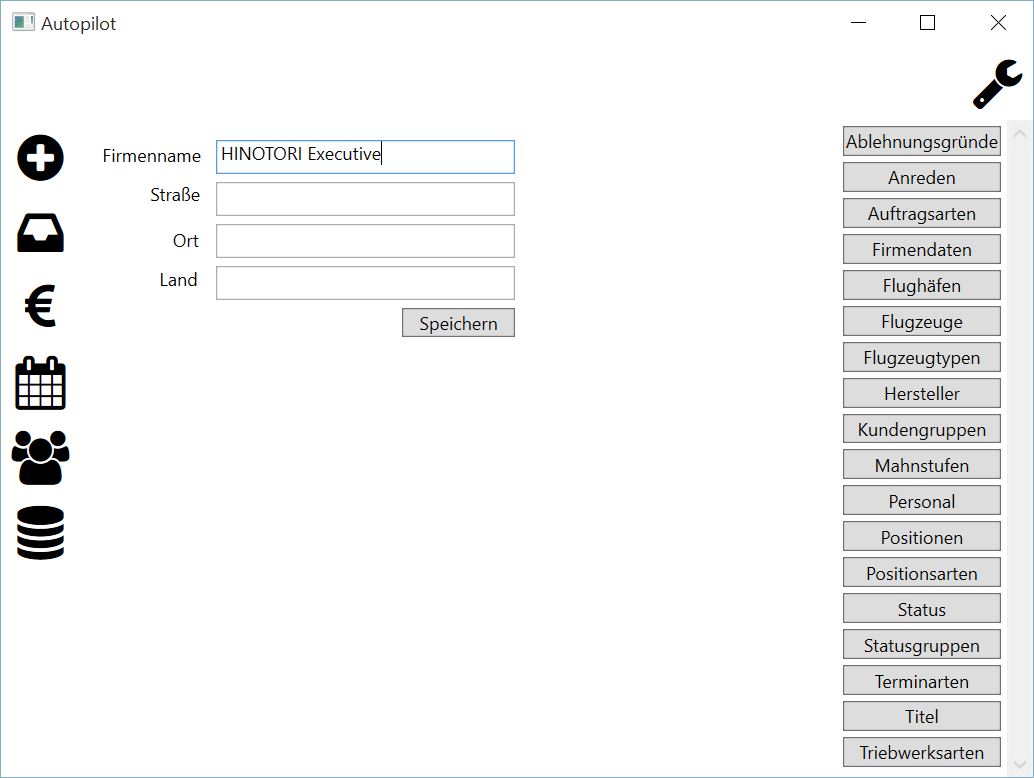 Autopilot
Firmenname HINOTORI Executive
Straße
Ort
Land
Speichern
Ablehnungsgründe
Anreden
Auftragsarten
Firmendaten
Flughäfen
Flugzeuge
Flugzeugtypen
Hersteller
Kundengruppen
Mahnstufen
Personal
Positionen
Positionsarten
Status
Statusgruppen
Terminarten
Titel
Triebwerksarten